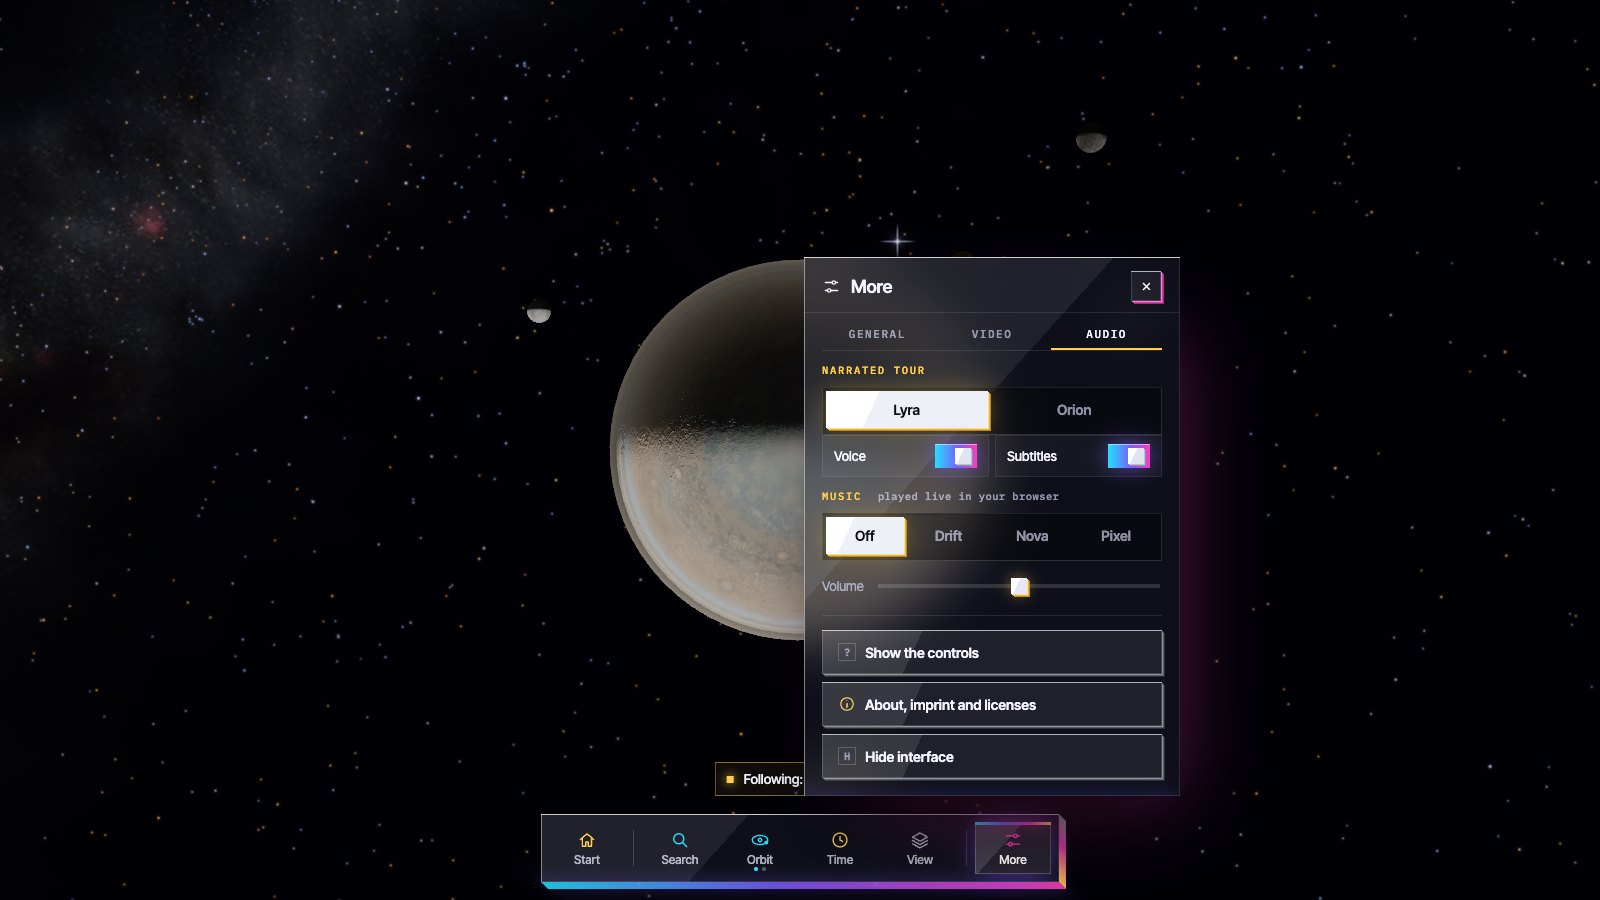 More
GENERAL VIDEO AUDIO
NARRATED TOUR
Lyra Orion
Voice Subtitles
MUSIC played live in your browser
Off Drift Nova Pixel
Volume
? Show the controls
About, imprint and licenses
H Hide interface
Following:
Start Search Orbit Time View More